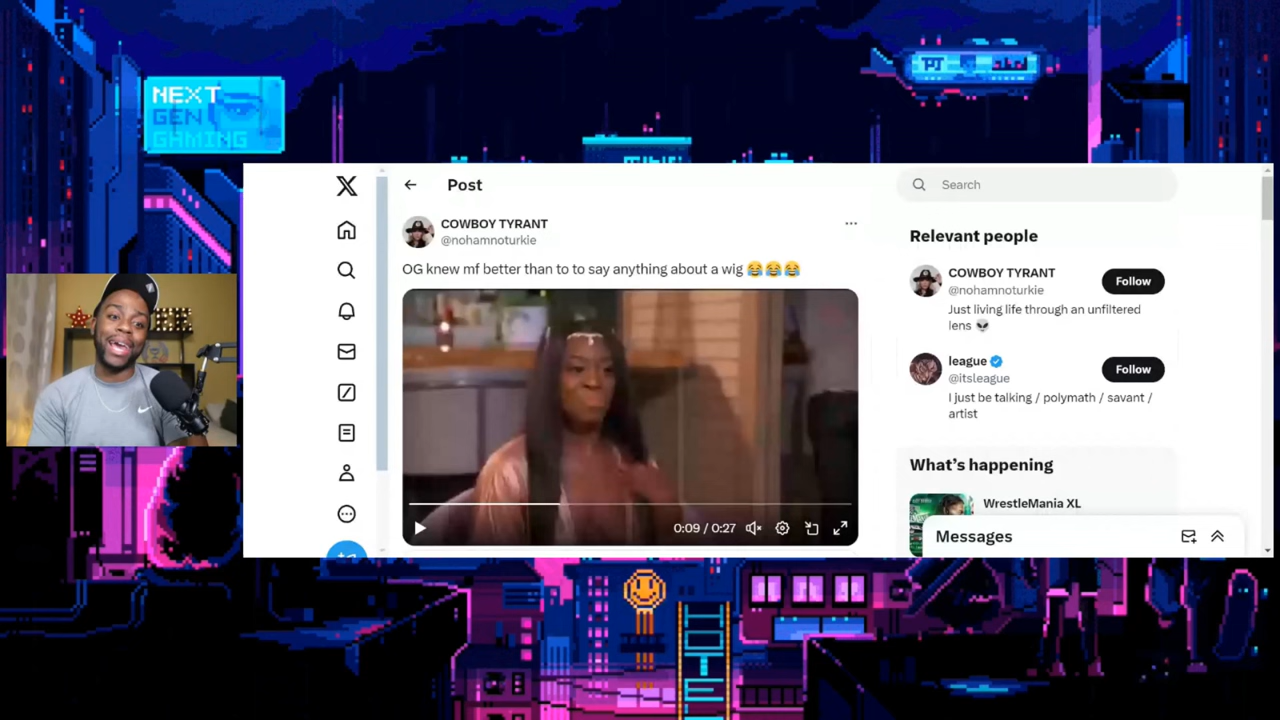 NEXT
GEN
GAMING
PT
Post
Search
COWBOY TYRANT
@nohamnoturkie
OG knew mf better than to to say anything about a wig 😂😂😂
0:09 / 0:27
Relevant people
COWBOY TYRANT
@nohamnoturkie
Follow
Just living life through an unfiltered
lens 👽
league
@itsleague
Follow
I just be talking / polymath / savant /
artist
What's happening
WrestleMania XL
Messages
HOTE